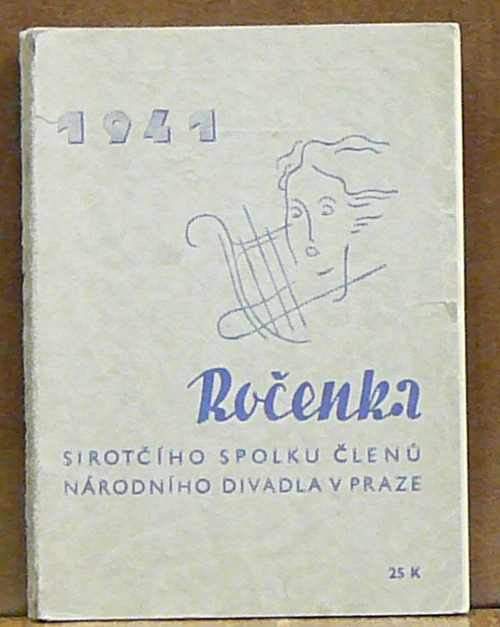 1941
Ročenka
SIROTČÍHO SPOLKU ČLENŮ
NÁRODNÍHO DIVADLA V PRAZE
25 K